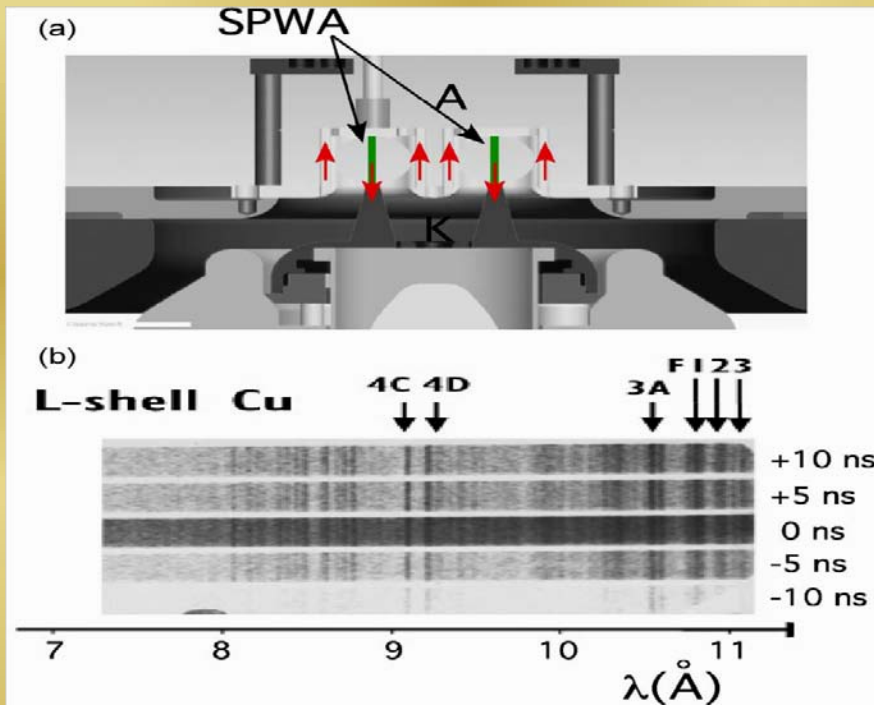 (a)
SPWA
A
K
(b)
L-shell Cu
4C 4D
3A
F1 2 3
+10 ns
+5 ns
0 ns
-5 ns
-10 ns
7 8 9 10 11
λ(Å)